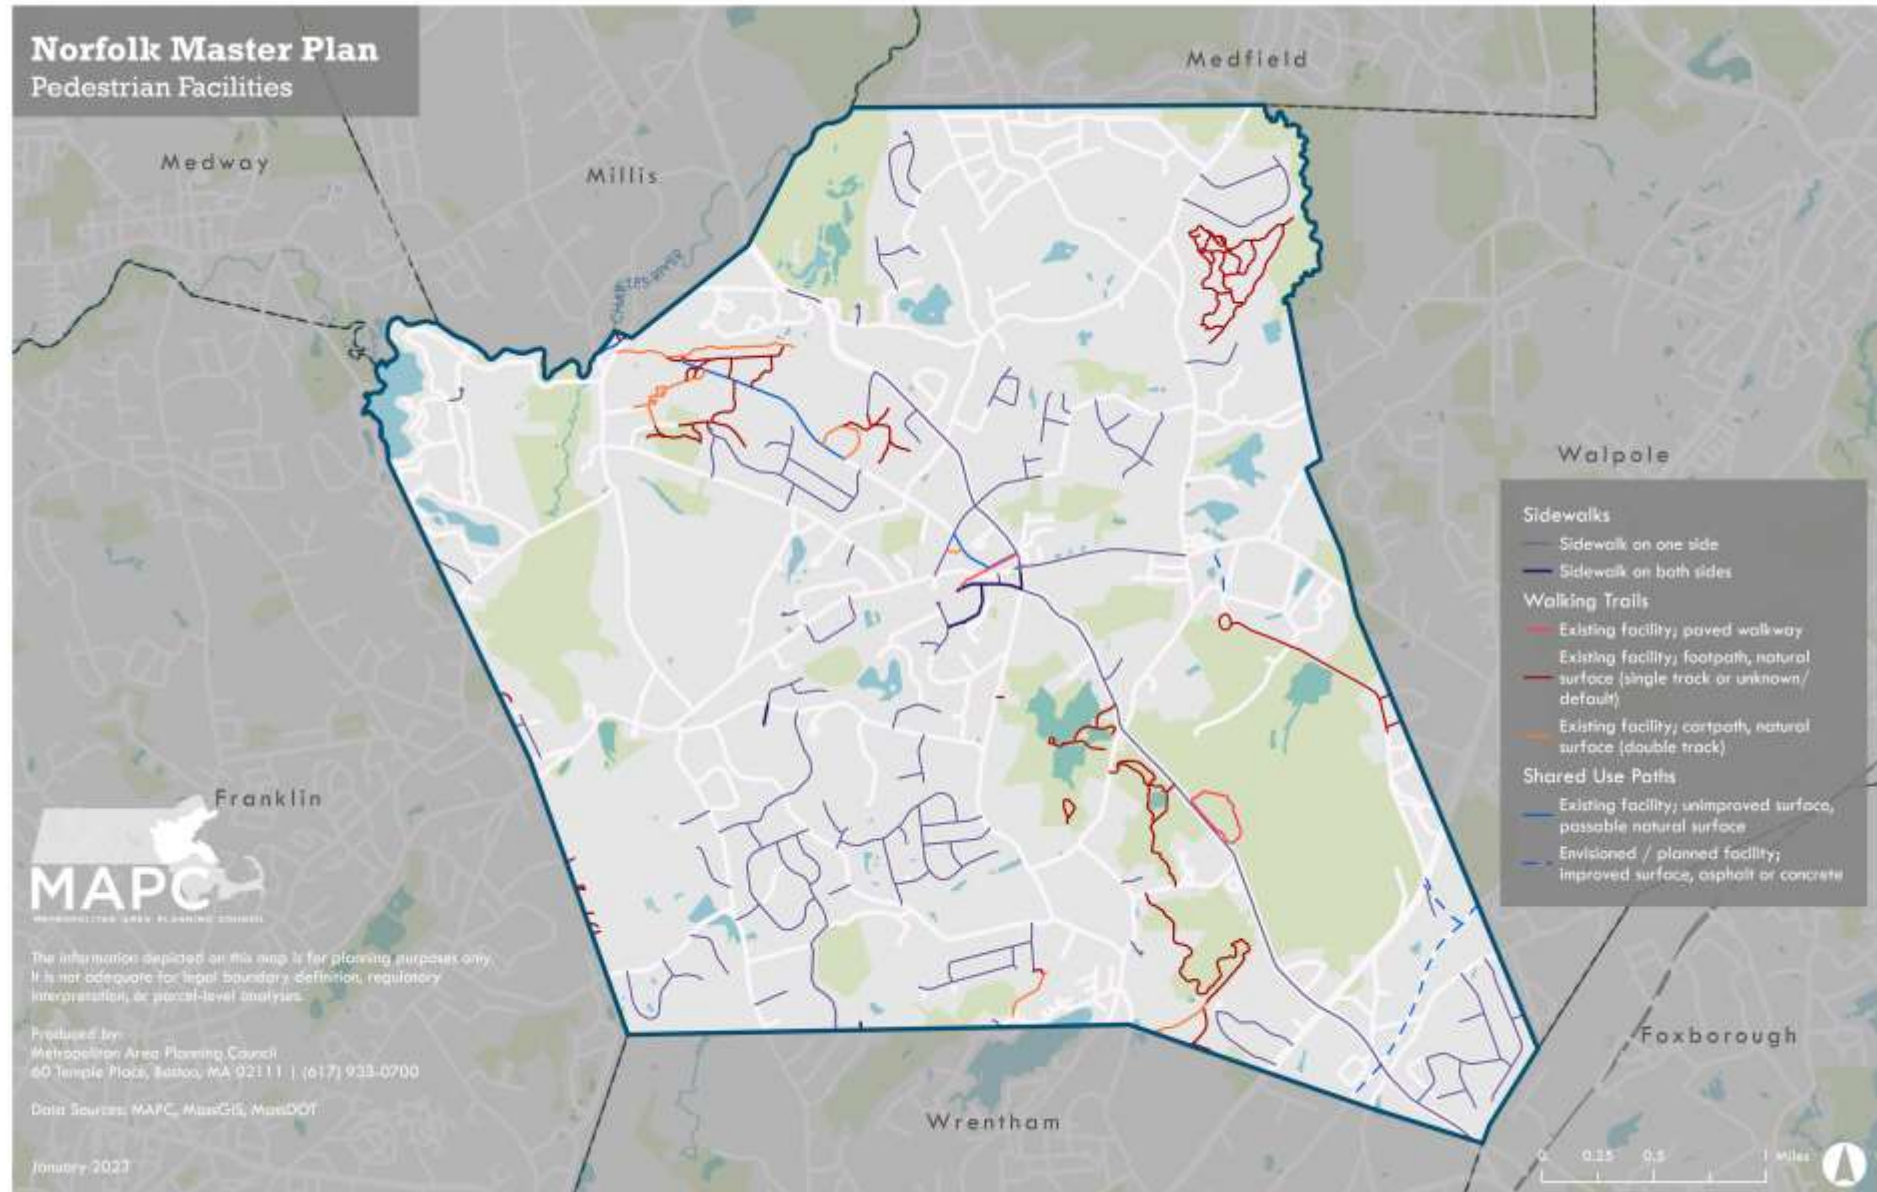 Norfolk Master Plan
Pedestrian Facilities
Medfield
Medway
Millis
CHARLES RIVER
Walpole
Sidewalks
Sidewalk on one side
Sidewalk on both sides
Walking Trails
Existing facility; paved walkway
Existing facility; footpath, natural
surface (single track or unknown/
default)
Existing facility; cartpath, natural
surface (double track)
Shared Use Paths
Existing facility; unimproved surface,
passable natural surface
Envisioned / planned facility;
improved surface, asphalt or concrete
Franklin
MAPC
METROPOLITAN AREA PLANNING COUNCIL
The information depicted on this map is for planning purposes only.
It is not adequate for legal boundary definition, regulatory
interpretation, or parcel-level analyses.
Produced by:
Metropolitan Area Planning Council
60 Temple Place, Boston, MA 02111 | (617) 933-0700
Data Sources: MAPC, MassGIS, MassDOT
January 2023
Foxborough
Wrentham
0 0.25 0.5 1 Miles